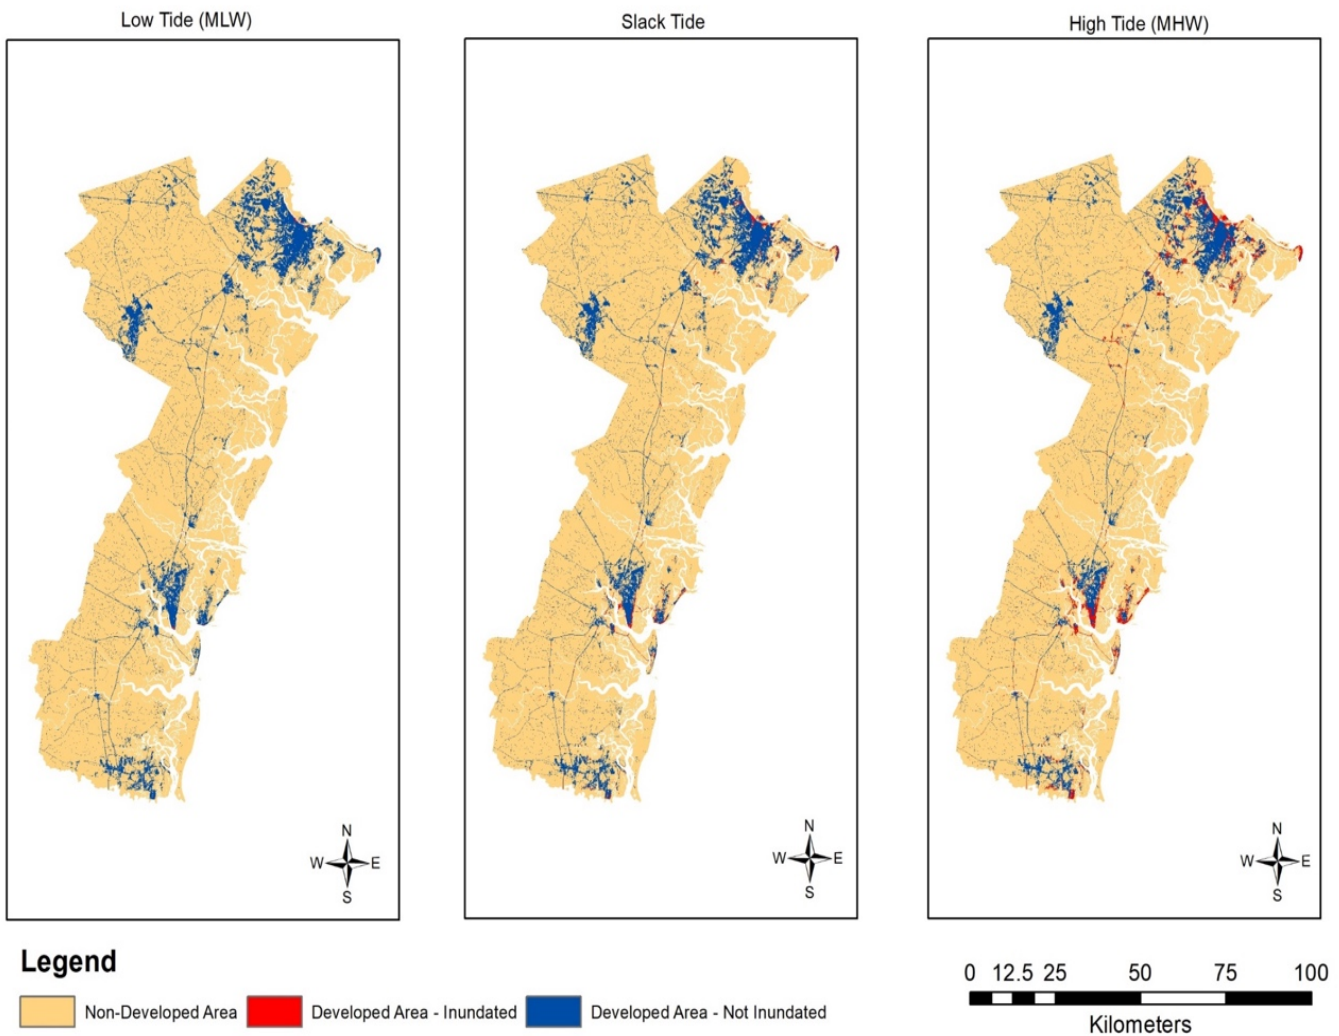 Low Tide (MLW)
Slack Tide
High Tide (MHW)
N
W E
S
N
W E
S
N
W E
S
Legend
Non-Developed Area
Developed Area - Inundated
Developed Area - Not Inundated
0 12.5 25 50 75 100
Kilometers